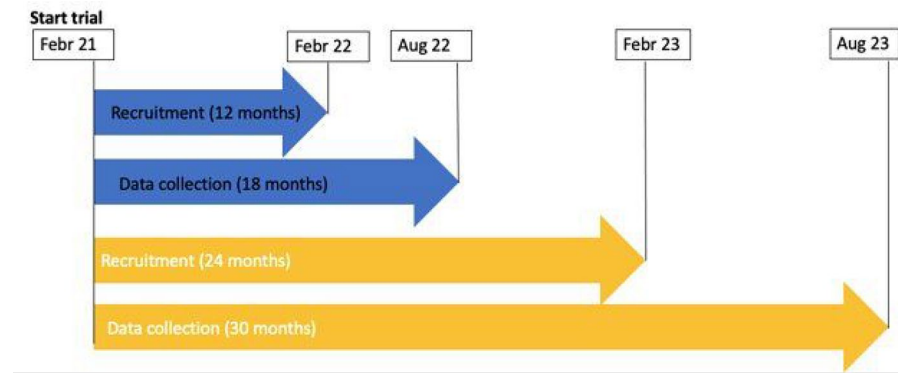 Start trial
Febr 21
Febr 22
Aug 22
Febr 23
Aug 23
Recruitment (12 months)
Data collection (18 months)
Recruitment (24 months)
Data collection (30 months)